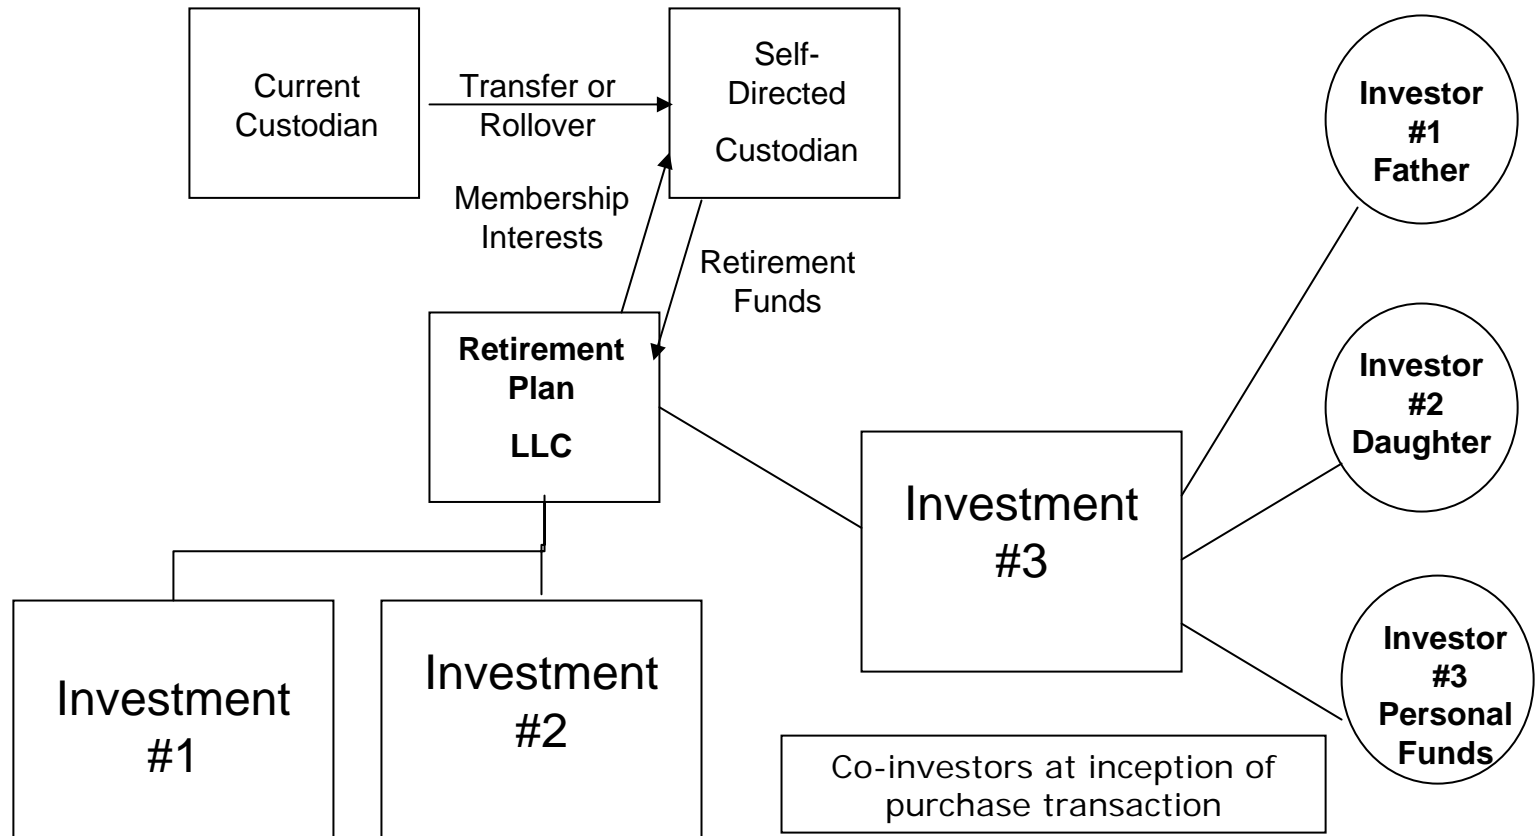 Current
Custodian
Transfer or
Rollover
Self-
Directed
Custodian
Membership
Interests
Retirement
Funds
Retirement
Plan
LLC
Investment
#1
Investment
#2
Investment
#3
Investor
#1
Father
Investor
#2
Daughter
Investor
#3
Personal
Funds
Co-investors at inception of
purchase transaction